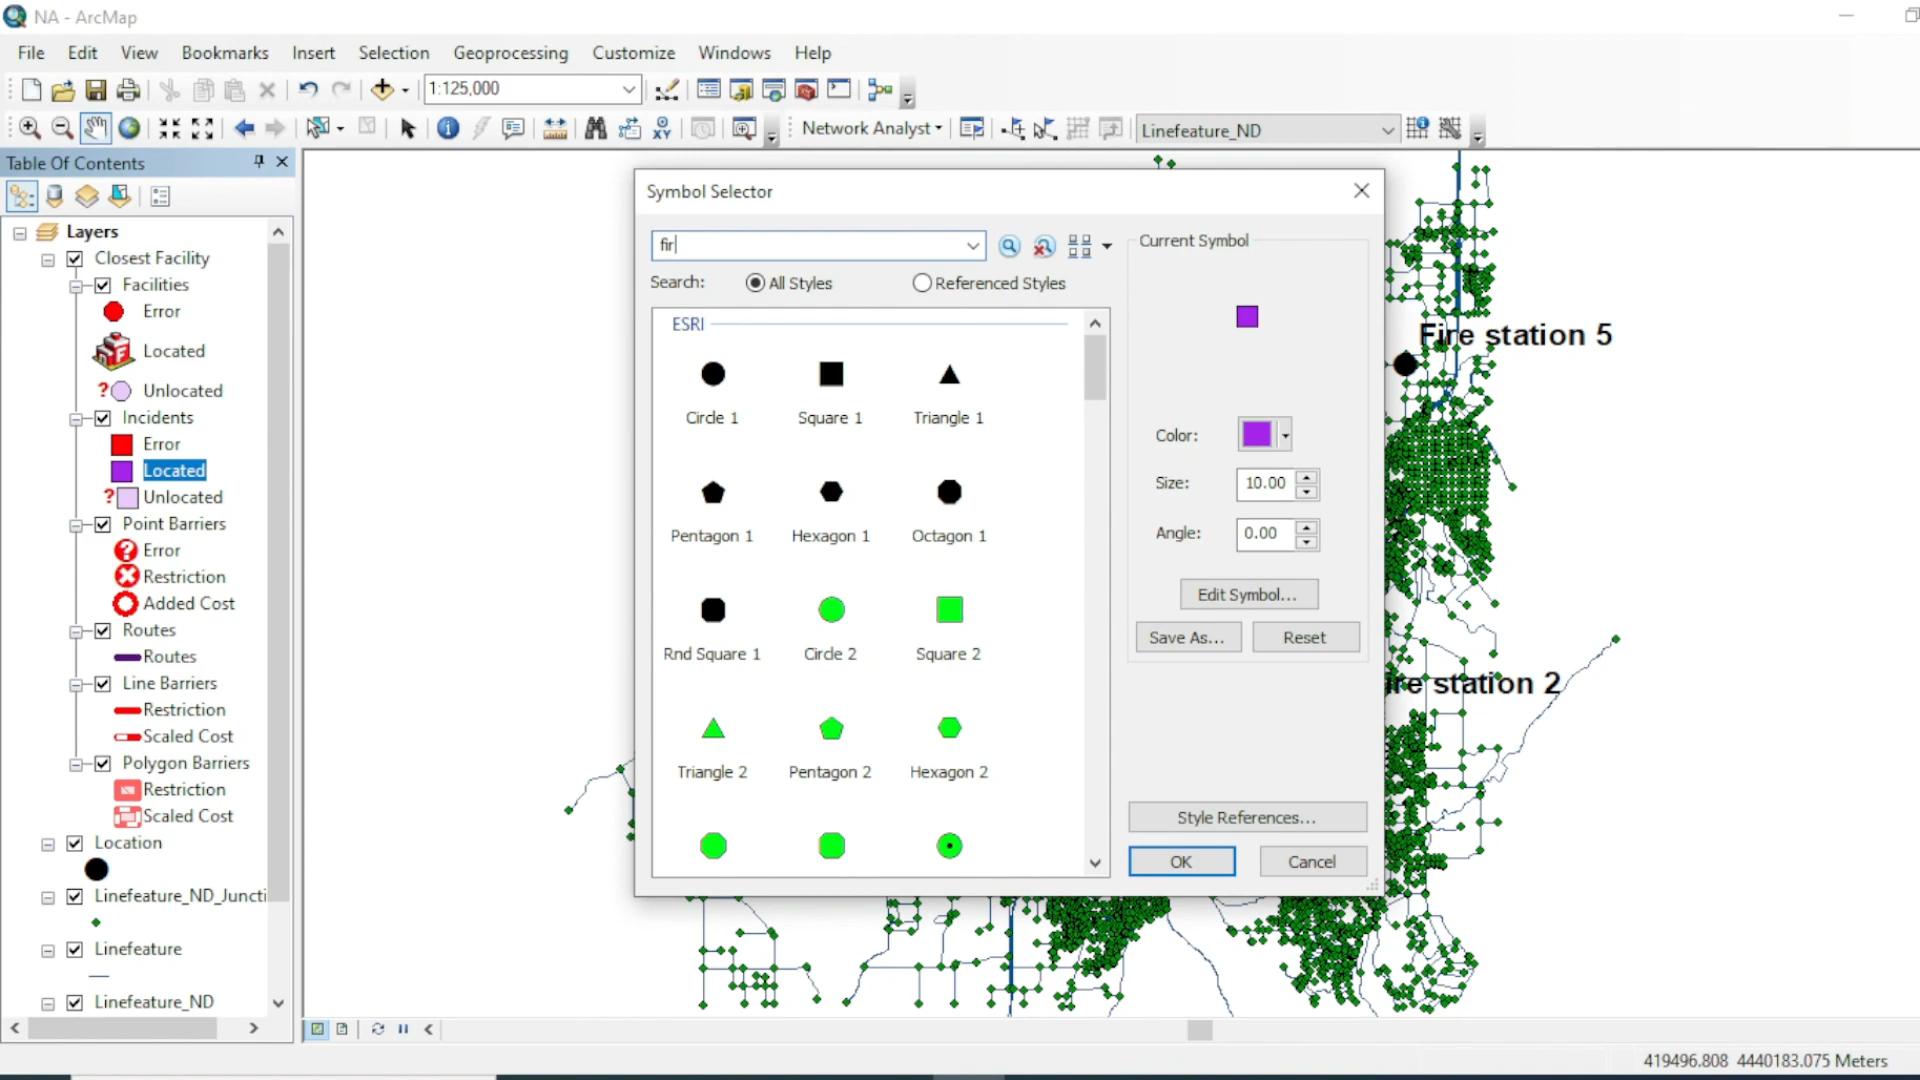 NA - ArcMap
File Edit View Bookmarks Insert Selection Geoprocessing Customize Windows Help
1:125,000
Network Analyst
Linefeature_ND
Table Of Contents
Layers
Closest Facility
Facilities
Error
Located
? Unlocated
Incidents
Error
Located
? Unlocated
Point Barriers
Error
Restriction
Added Cost
Routes
Routes
Line Barriers
Restriction
Scaled Cost
Polygon Barriers
Restriction
Scaled Cost
Location
Linefeature_ND_Juncti
Linefeature
Linefeature_ND
Symbol Selector
fir
Search: All Styles Referenced Styles
ESRI
Circle 1 Square 1 Triangle 1
Pentagon 1 Hexagon 1 Octagon 1
Rnd Square 1 Circle 2 Square 2
Triangle 2 Pentagon 2 Hexagon 2
Current Symbol
Color:
Size: 10.00
Angle: 0.00
Edit Symbol...
Save As... Reset
Style References...
OK Cancel
Fire station 5
ire station 2
419496.808 4440183.075 Meters